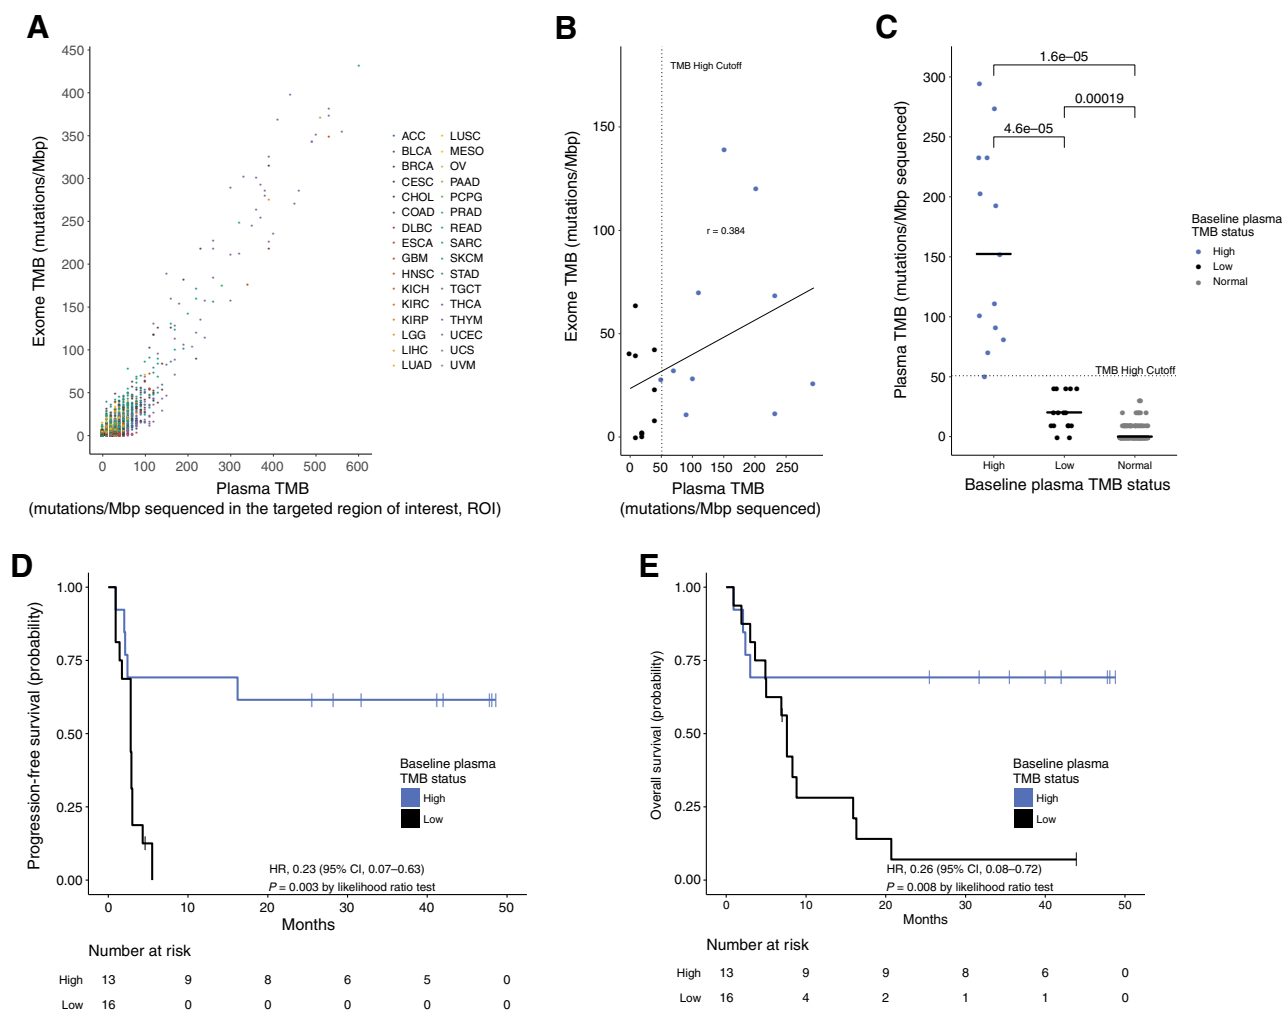 A
450
400
350
300
250
200
150
100
50
0
0 100 200 300 400 500 600
Exome TMB (mutations/Mbp)
Plasma TMB
(mutations/Mbp sequenced in the targeted region of interest, ROI)
ACC LUSC
BLCA MESO
BRCA OV
CESC PAAD
CHOL PCPG
COAD PRAD
DLBC READ
ESCA SARC
GBM SKCM
HNSC STAD
KICH TGCT
KIRC THCA
KIRP THYM
LGG UCEC
LIHC UCS
LUAD UVM
B
TMB High Cutoff
150
100
50
0
r = 0.384
0 50 100 150 200 250
Exome TMB (mutations/Mbp)
Plasma TMB
(mutations/Mbp sequenced)
C
1.6e–05
0.00019
4.6e–05
300
250
200
150
100
50
0
TMB High Cutoff
High Low Normal
Plasma TMB (mutations/Mbp sequenced)
Baseline plasma TMB status
Baseline plasma
TMB status
High
Low
Normal
D
1.00
0.75
0.50
0.25
0.00
Progression-free survival (probability)
Baseline plasma
TMB status
High
Low
HR, 0.23 (95% CI, 0.07–0.63)
P = 0.003 by likelihood ratio test
0 10 20 30 40 50
Months
Number at risk
High 13 9 8 6 5 0
Low 16 0 0 0 0 0
E
1.00
0.75
0.50
0.25
0.00
Overall survival (probability)
Baseline plasma
TMB status
High
Low
HR, 0.26 (95% CI, 0.08–0.72)
P = 0.008 by likelihood ratio test
0 10 20 30 40 50
Months
Number at risk
High 13 9 9 8 6 0
Low 16 4 2 1 1 0